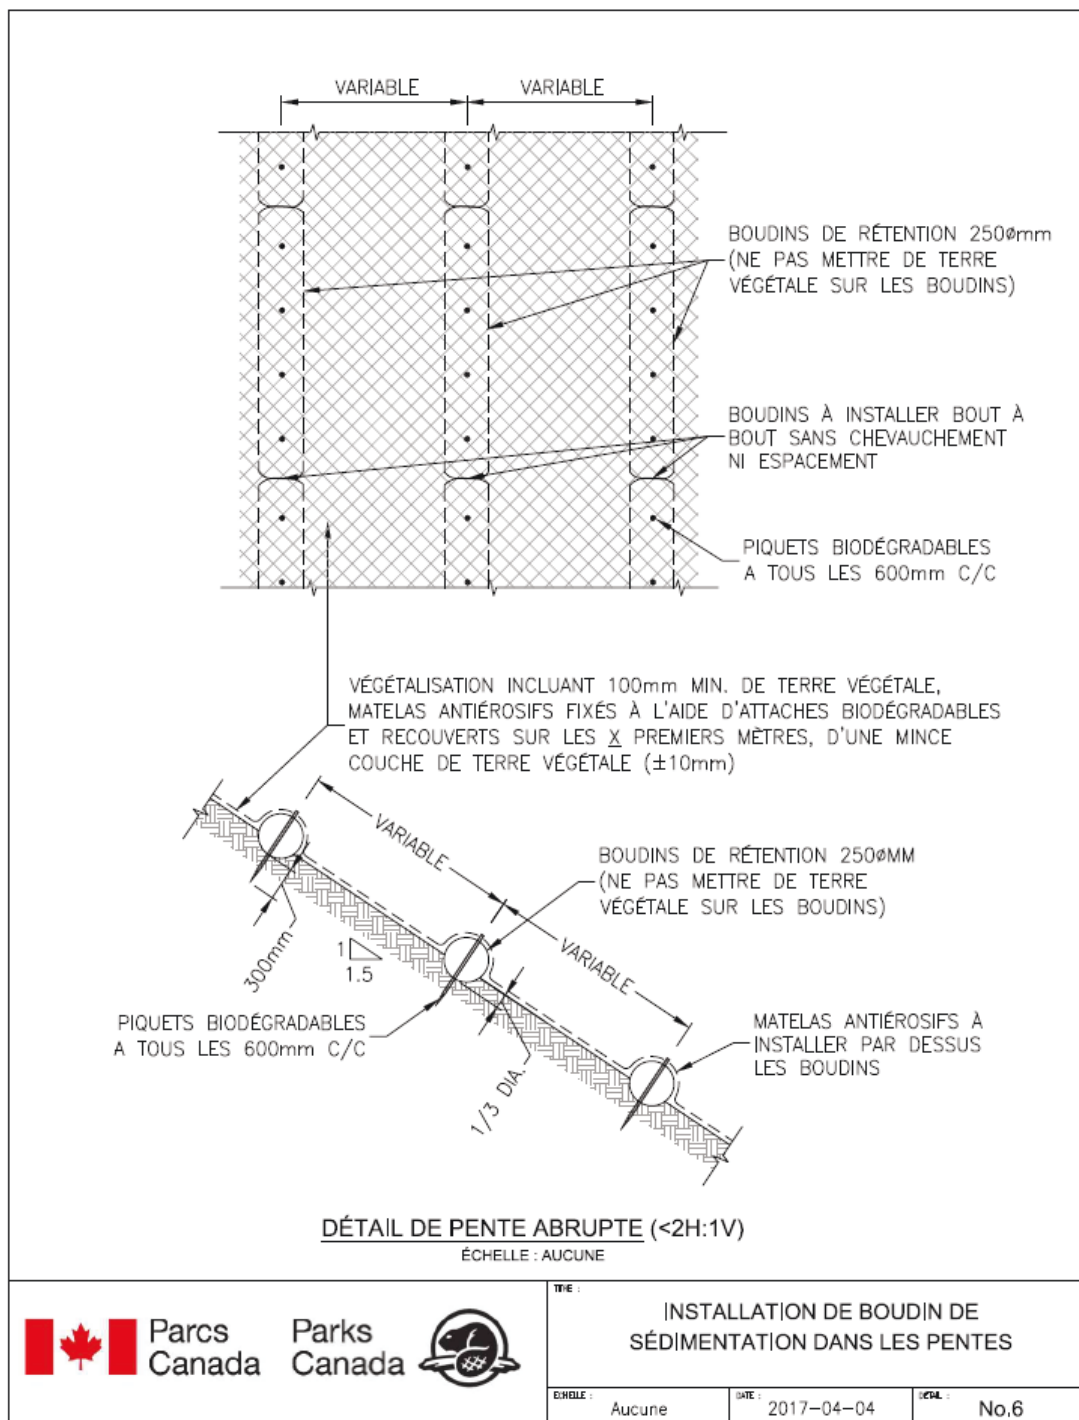 VARIABLE VARIABLE
BOUDINS DE RÉTENTION 250ømm
(NE PAS METTRE DE TERRE
VÉGÉTALE SUR LES BOUDINS)
BOUDINS À INSTALLER BOUT À
BOUT SANS CHEVAUCHEMENT
NI ESPACEMENT
PIQUETS BIODÉGRADABLES
A TOUS LES 600mm C/C
VÉGÉTALISATION INCLUANT 100mm MIN. DE TERRE VÉGÉTALE,
MATELAS ANTIÉROSIFS FIXÉS À L'AIDE D'ATTACHES BIODÉGRADABLES
ET RECOUVERTS SUR LES X PREMIERS MÈTRES, D'UNE MINCE
COUCHE DE TERRE VÉGÉTALE (±10mm)
VARIABLE
BOUDINS DE RÉTENTION 250øMM
(NE PAS METTRE DE TERRE
VÉGÉTALE SUR LES BOUDINS)
VARIABLE
300mm
1
1.5
PIQUETS BIODÉGRADABLES
A TOUS LES 600mm C/C
1/3 DIA.
MATELAS ANTIÉROSIFS À
INSTALLER PAR DESSUS
LES BOUDINS
DÉTAIL DE PENTE ABRUPTE (<2H:1V)
ÉCHELLE : AUCUNE
Parcs Canada
Parks Canada
TITRE :
INSTALLATION DE BOUDIN DE
SÉDIMENTATION DANS LES PENTES
ECHELLE :
Aucune
DATE :
2017-04-04
DÉTAIL :
No,6